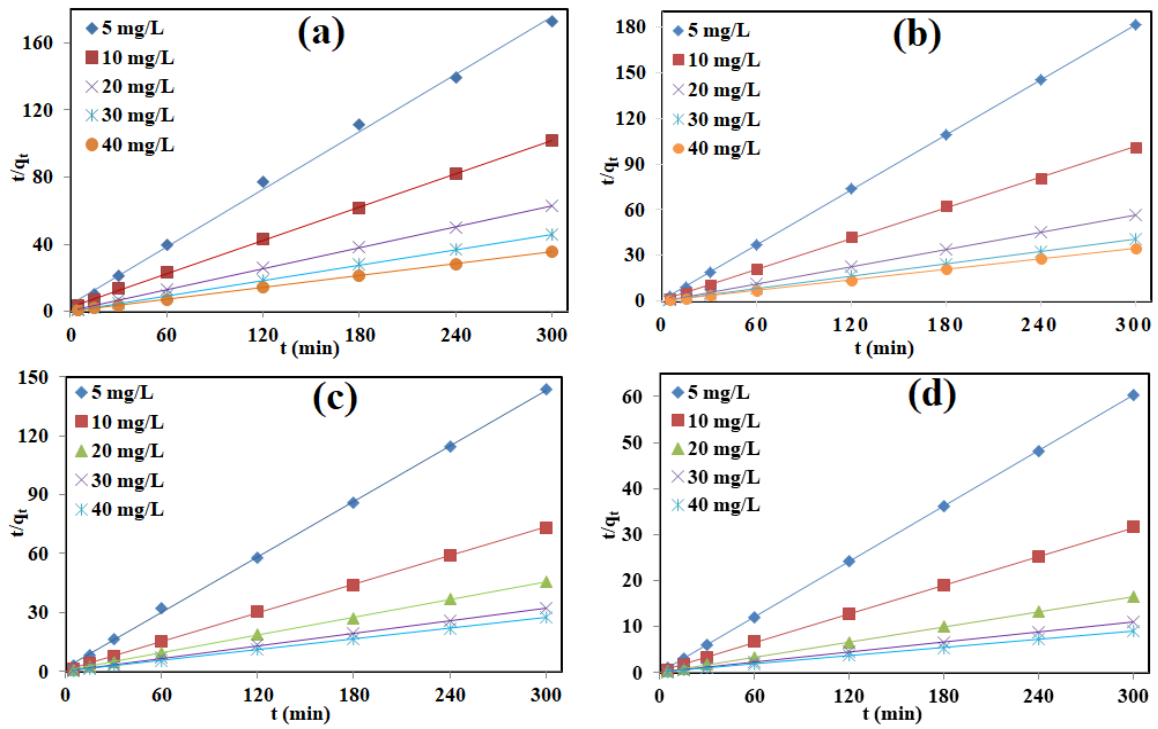 (a)
t/qt
160
120
80
40
0
5 mg/L
10 mg/L
20 mg/L
30 mg/L
40 mg/L
0 60 120 180 240 300
t (min)
(b)
t/qt
180
150
120
90
60
30
0
5 mg/L
10 mg/L
20 mg/L
30 mg/L
40 mg/L
0 60 120 180 240 300
t (min)
(c)
t/qt
150
120
90
60
30
0
5 mg/L
10 mg/L
20 mg/L
30 mg/L
40 mg/L
0 60 120 180 240 300
t (min)
(d)
t/qt
60
50
40
30
20
10
0
5 mg/L
10 mg/L
20 mg/L
30 mg/L
40 mg/L
0 60 120 180 240 300
t (min)